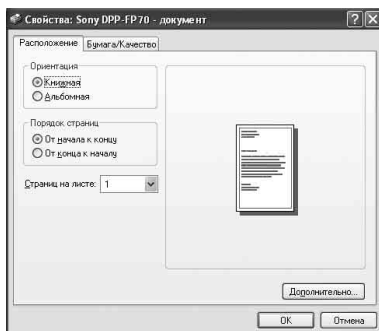 Свойства: Sony DPP-FP70 - документ
Расположение Бумага/Качество
Ориентация
Книжная
Альбомная
Порядок страниц
От начала к концу
От конца к началу
Страниц на листе: 1
Дополнительно...
ОК Отмена